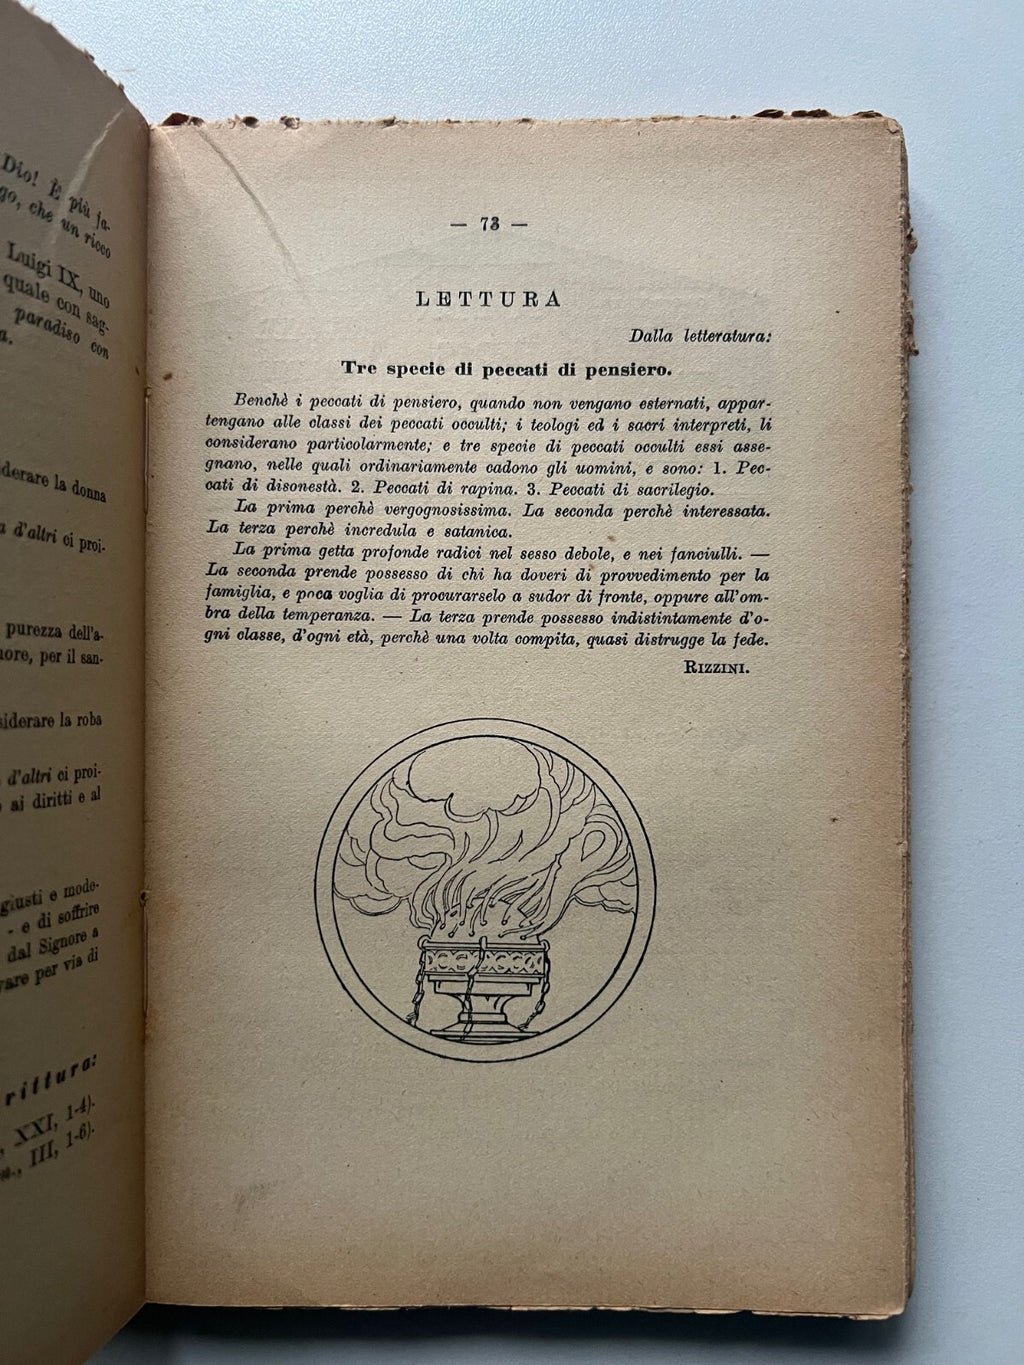 Dio! È più fa-
go, che un ricco
Luigi IX, uno
quale con sag-
paradiso con
derare la donna
d'altri ci proi-
purezza dell'a-
ore, per il san-
siderare la roba
d'altri ci proi-
ai diritti e al
giusti e mode-
- e di soffrire
dal Signore a
vare per via di
rittura:
XXI, 1-4).
III, 1-6).
— 73 —
LETTURA
Dalla letteratura:
Tre specie di peccati di pensiero.
Benchè i peccati di pensiero, quando non vengano esternati, appar-
tengano alle classi dei peccati occulti; i teologi ed i sacri interpreti, li
considerano particolarmente; e tre specie di peccati occulti essi asse-
gnano, nelle quali ordinariamente cadono gli uomini, e sono: 1. Pec-
cati di disonestà. 2. Peccati di rapina. 3. Peccati di sacrilegio.
La prima perchè vergognosissima. La seconda perchè interessata.
La terza perchè incredula e satanica.
La prima getta profonde radici nel sesso debole, e nei fanciulli. —
La seconda prende possesso di chi ha doveri di provvedimento per la
famiglia, e poca voglia di procurarselo a sudor di fronte, oppure all'om-
bra della temperanza. — La terza prende possesso indistintamente d'o-
gni classe, d'ogni età, perchè una volta compita, quasi distrugge la fede.
RIZZINI.